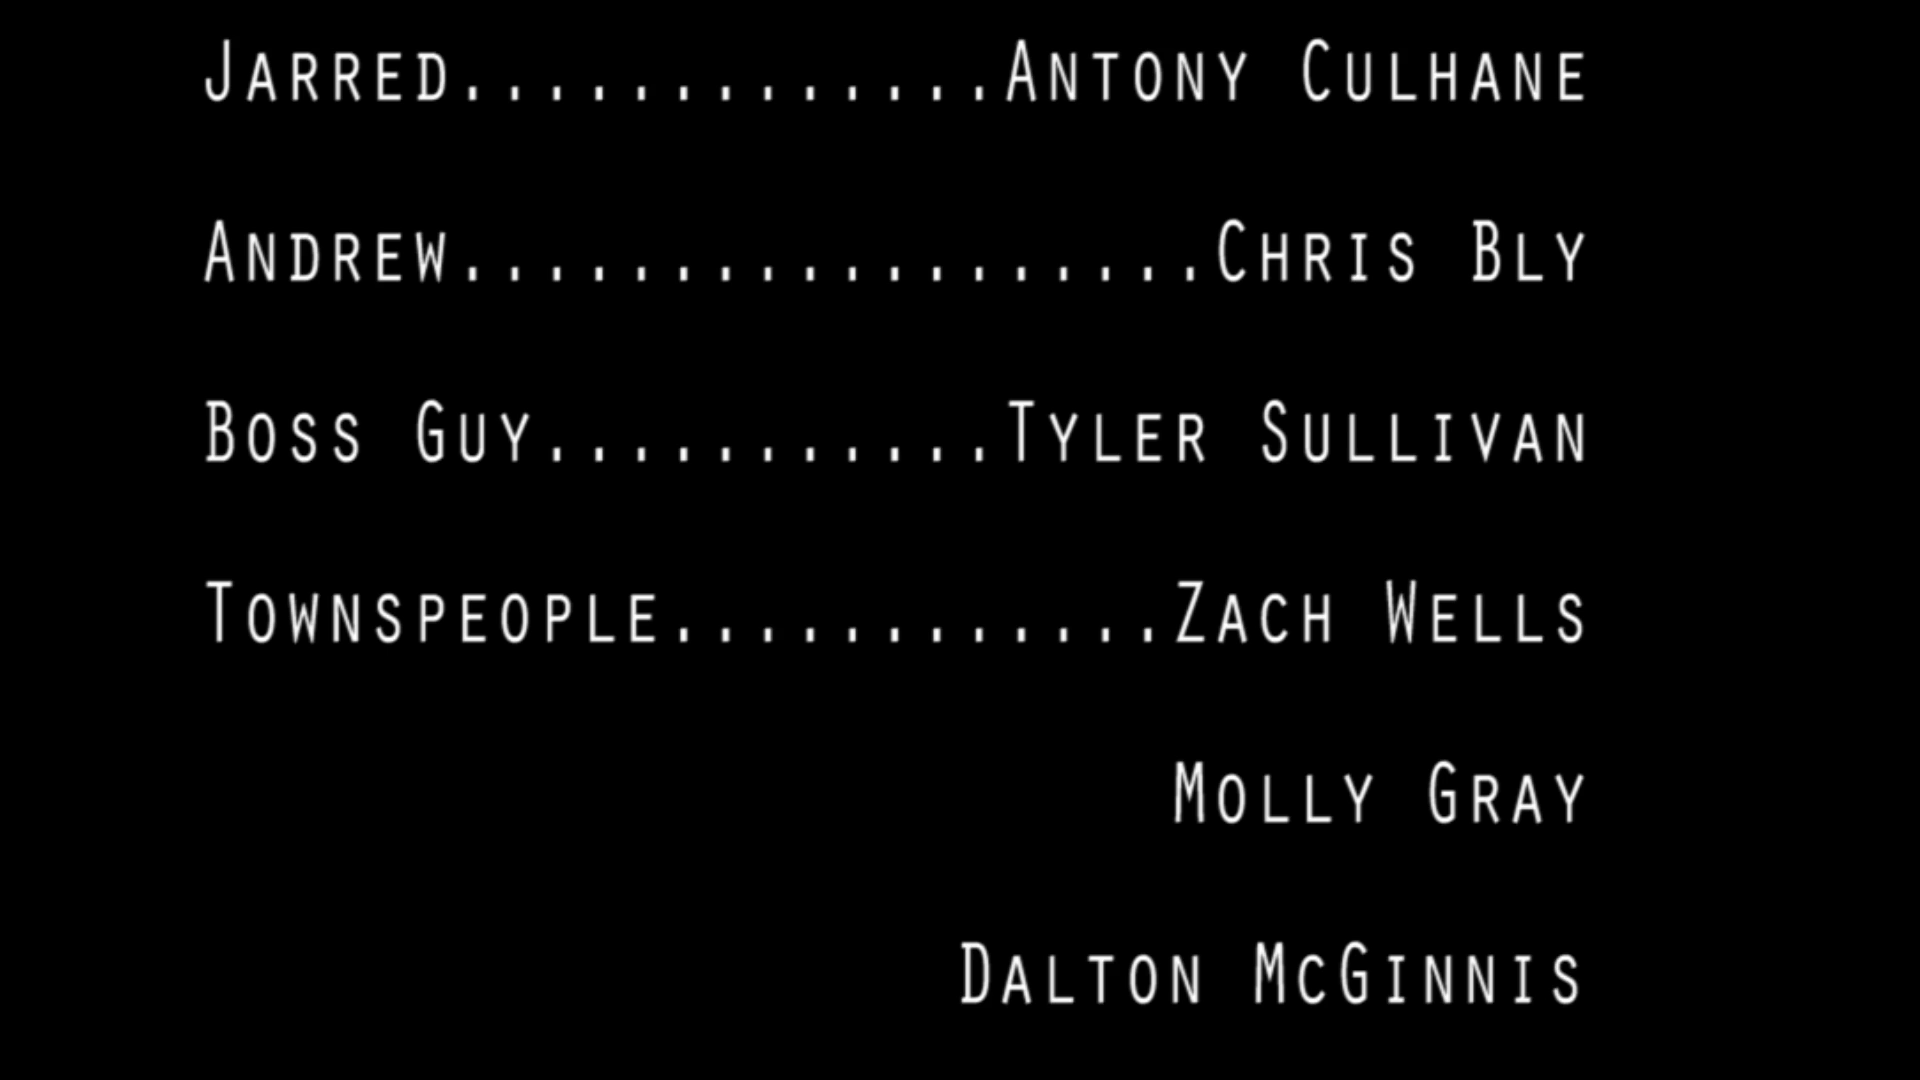 Jarred.............Antony Culhane
Andrew..................Chris Bly
Boss Guy...........Tyler Sullivan
Townspeople............Zach Wells
Molly Gray
Dalton McGinnis